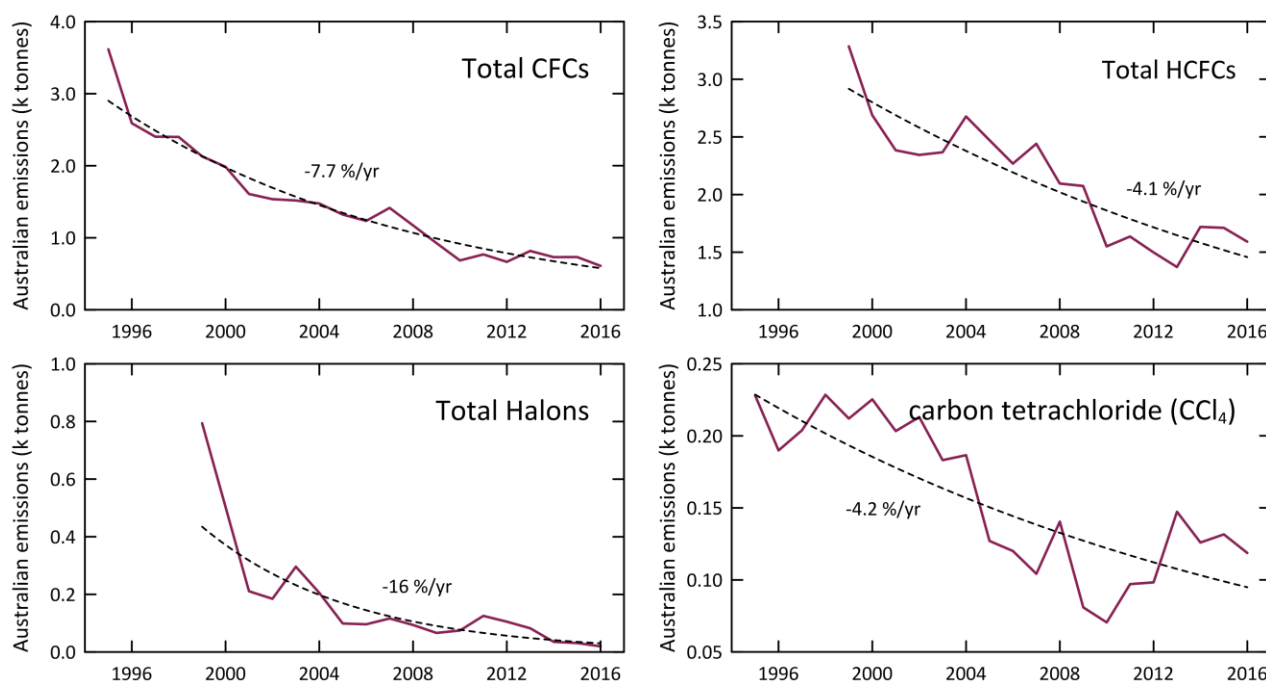 Australian emissions (k tonnes)
4.0
3.0
2.0
1.0
0.0
Total CFCs
-7.7 %/yr
1996 2000 2004 2008 2012 2016
Australian emissions (k tonnes)
3.5
3.0
2.5
2.0
1.5
1.0
Total HCFCs
-4.1 %/yr
1996 2000 2004 2008 2012 2016
Australian emissions (k tonnes)
1.0
0.8
0.6
0.4
0.2
0.0
Total Halons
-16 %/yr
1996 2000 2004 2008 2012 2016
Australian emissions (k tonnes)
0.25
0.20
0.15
0.10
0.05
carbon tetrachloride (CCl₄)
-4.2 %/yr
1996 2000 2004 2008 2012 2016